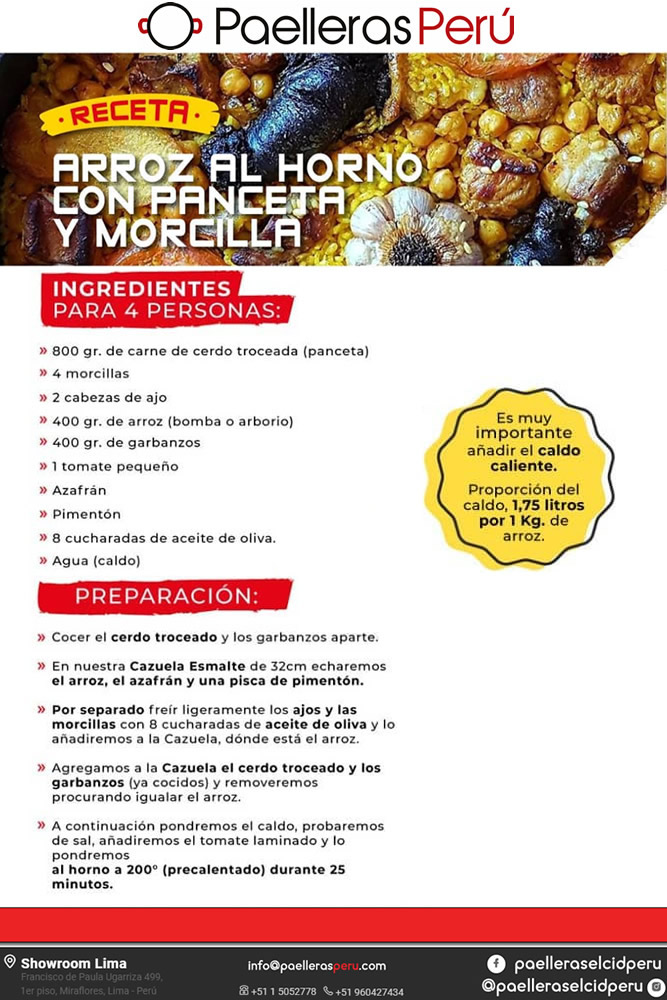 Paelleras Perú
· RECETA ·
ARROZ AL HORNO
CON PANCETA
Y MORCILLA
INGREDIENTES
PARA 4 PERSONAS:
» 800 gr. de carne de cerdo troceada (panceta)
» 4 morcillas
» 2 cabezas de ajo
» 400 gr. de arroz (bomba o arborio)
» 400 gr. de garbanzos
» 1 tomate pequeño
» Azafrán
» Pimentón
» 8 cucharadas de aceite de oliva.
» Agua (caldo)
Es muy
importante
añadir el caldo
caliente.
Proporción del
caldo, 1,75 litros
por 1 Kg. de
arroz.
PREPARACIÓN:
» Cocer el cerdo troceado y los garbanzos aparte.
» En nuestra Cazuela Esmalte de 32cm echaremos
el arroz, el azafrán y una pisca de pimentón.
» Por separado freír ligeramente los ajos y las
morcillas con 8 cucharadas de aceite de oliva y lo
añadiremos a la Cazuela, dónde está el arroz.
» Agregamos a la Cazuela el cerdo troceado y los
garbanzos (ya cocidos) y removeremos
procurando igualar el arroz.
» A continuación pondremos el caldo, probaremos
de sal, añadiremos el tomate laminado y lo
pondremos
al horno a 200° (precalentado) durante 25
minutos.
Showroom Lima
Francisco de Paula Ugarriza 499,
1er piso, Miraflores, Lima - Perú
info@paellerasperu.com
+51 1 5052778 +51 960427434
paelleraselcidperu
@paelleraselcidperu